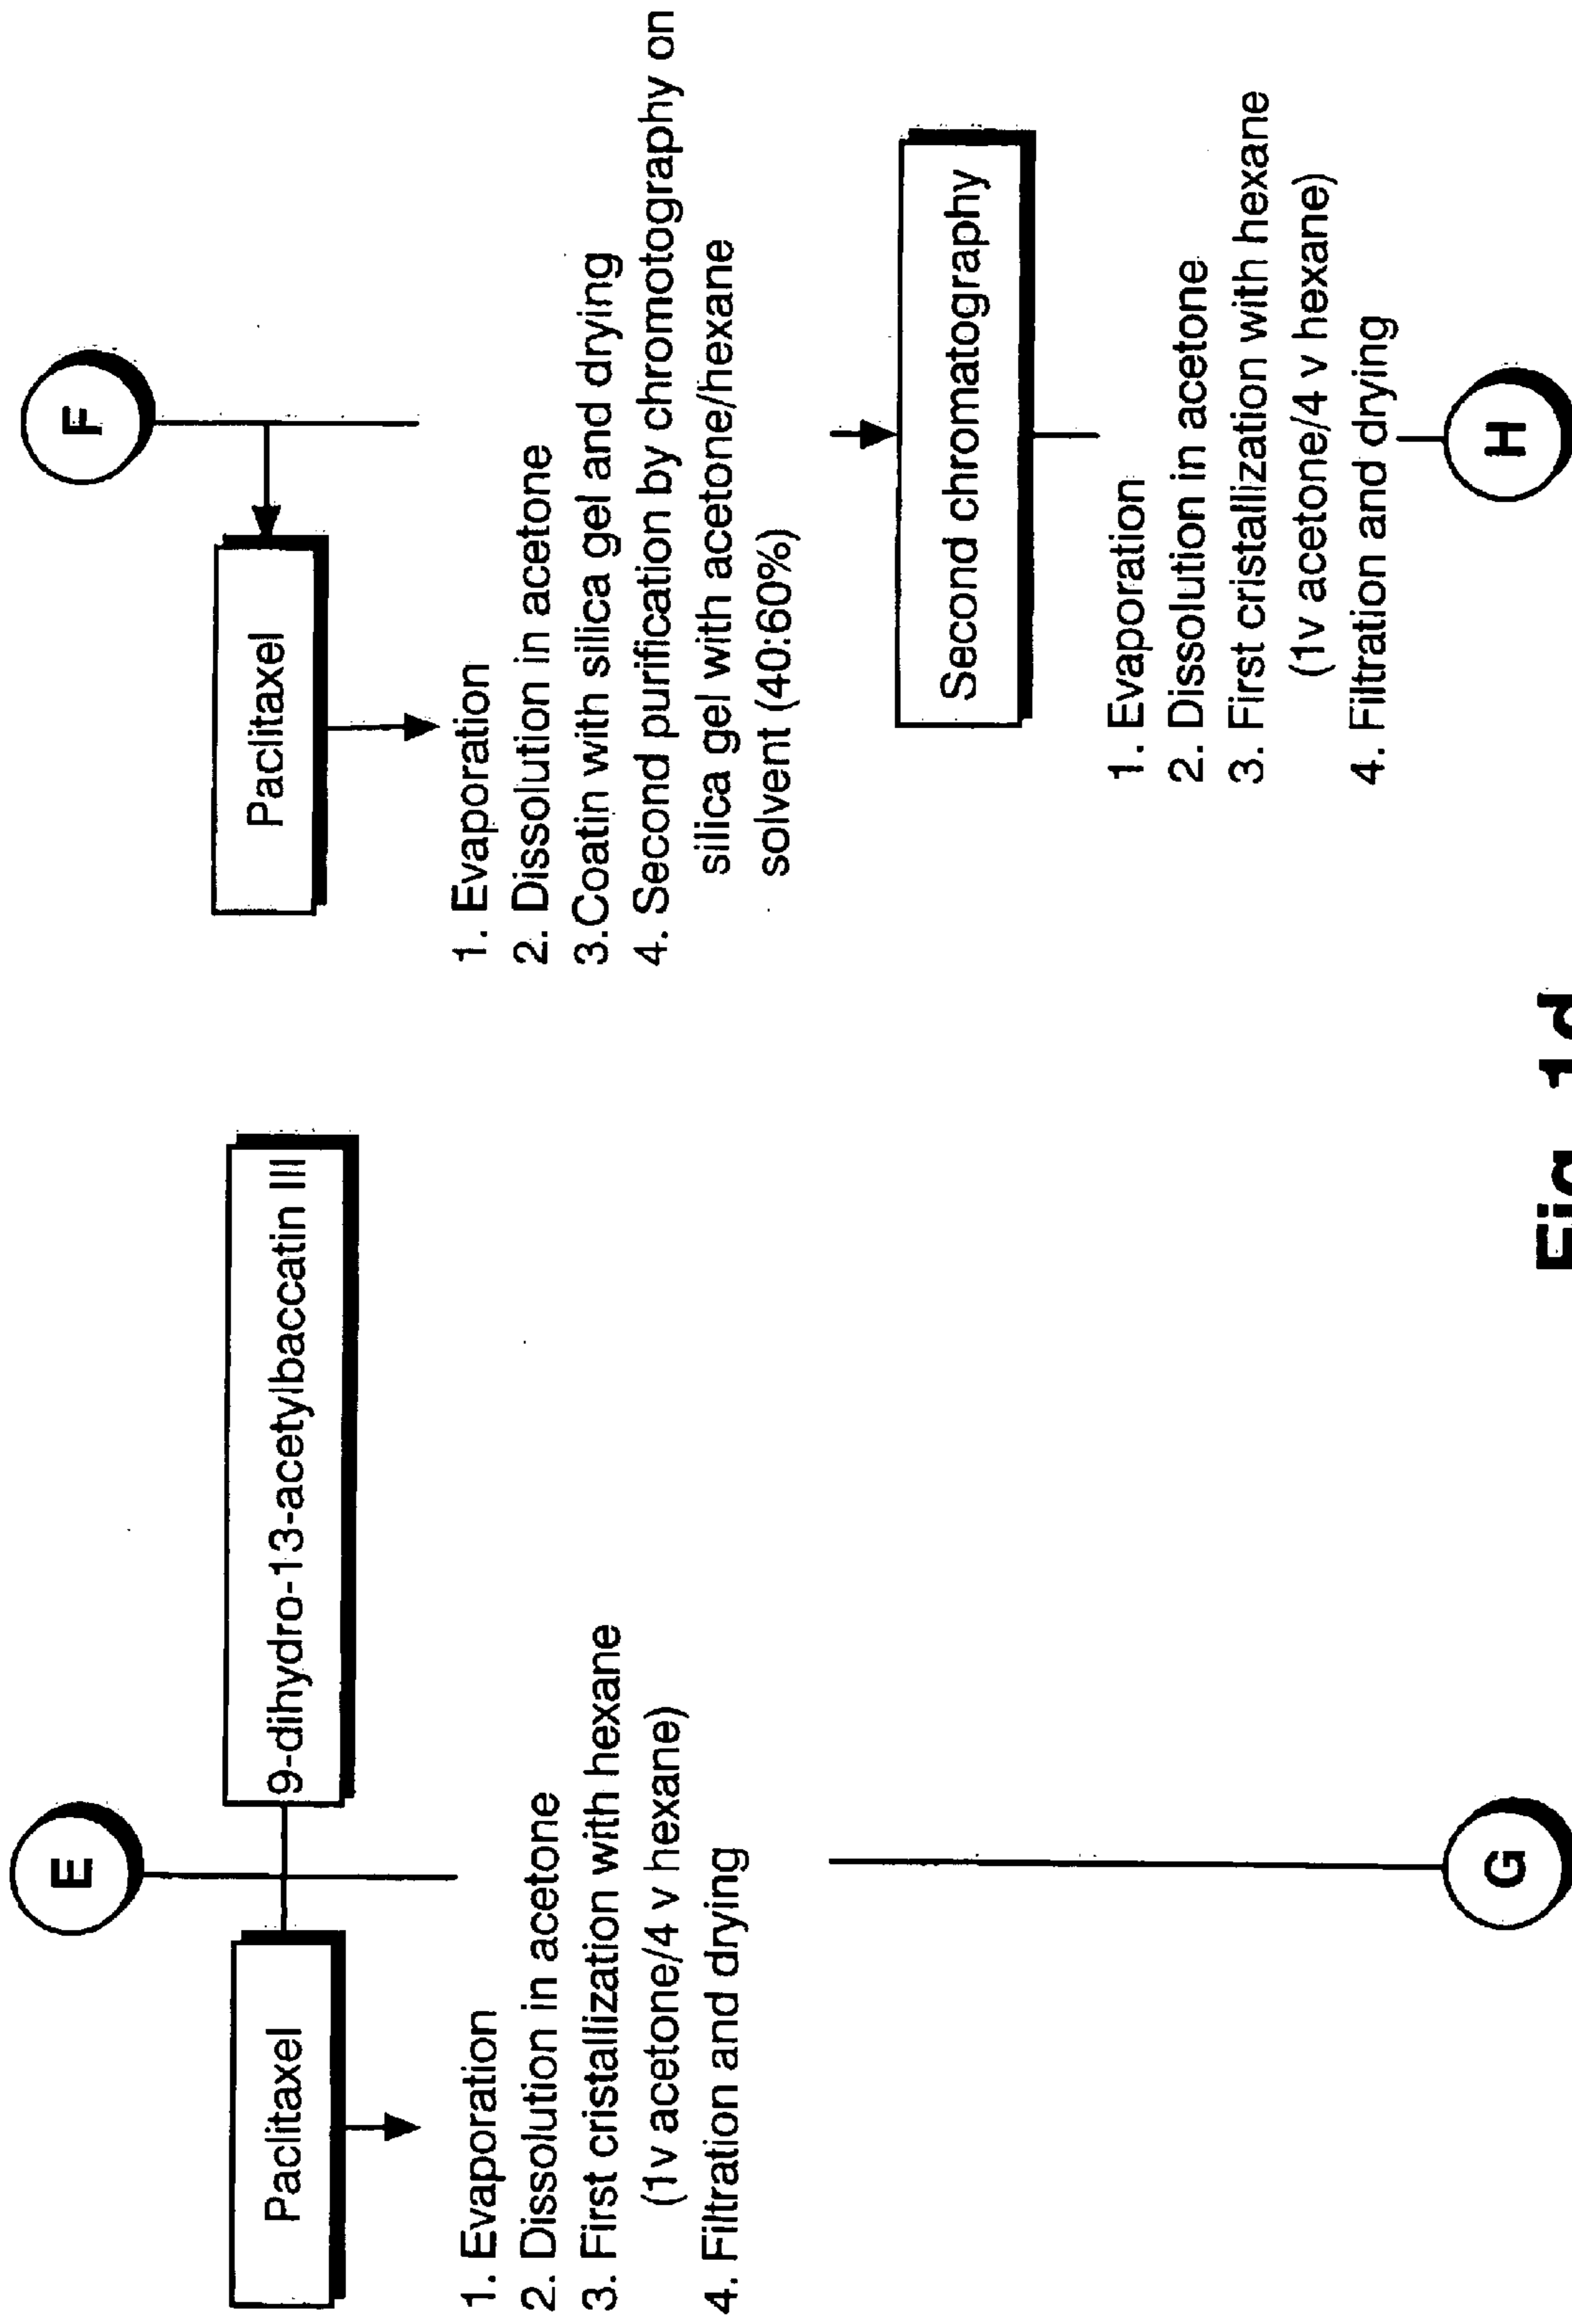 E
Paclitaxel
9-dihydro-13-acetylbaccatin III
1. Evaporation
2. Dissolution in acetone
3. First cristallization with hexane
(1v acetone/4 v hexane)
4. Filtration and drying
G
F
Paclitaxel
1. Evaporation
2. Dissolution in acetone
3.Coatin with silica gel and drying
4. Second purification by chromotography on
silica gel with acetone/hexane
solvent (40:60%)
Second chromatography
1. Evaporation
2. Dissolution in acetone
3. First cristallization with hexane
(1v acetone/4 v hexane)
4. Filtration and drying
H
Fig. 1d